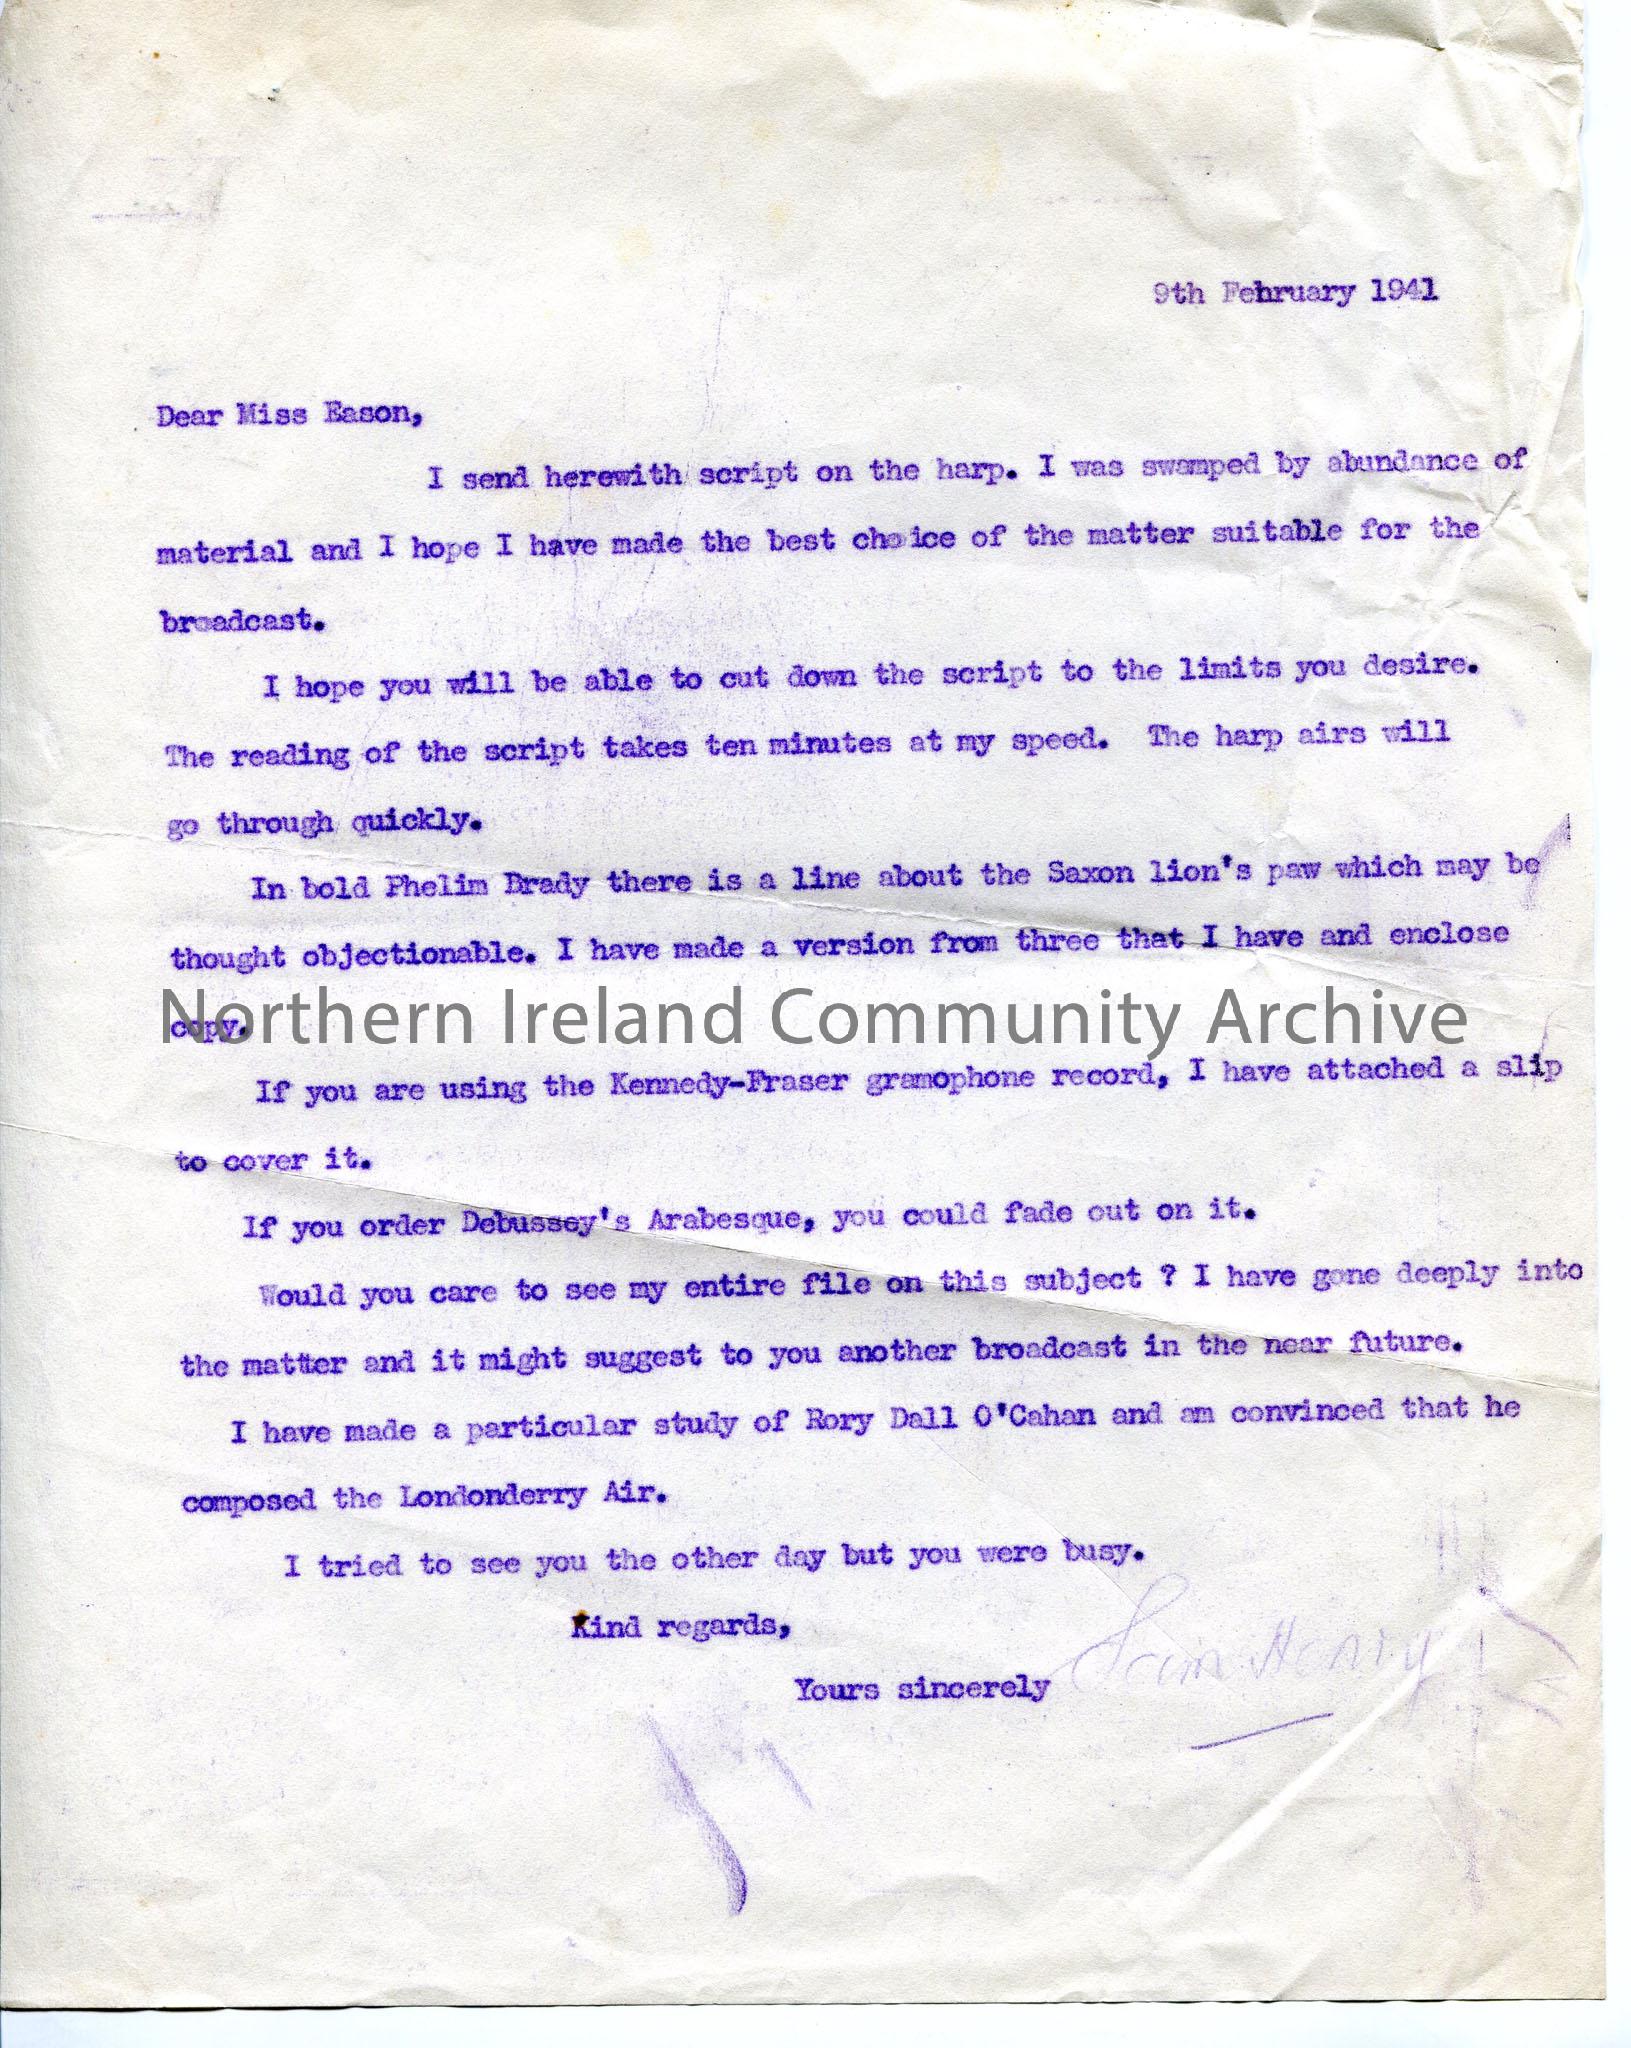 9th February 1941
Dear Miss Eason,
I send herewith script on the harp. I was swamped by abundance of
material and I hope I have made the best choice of the matter suitable for the
broadcast.
I hope you will be able to cut down the script to the limits you desire.
The reading of the script takes ten minutes at my speed. The harp airs will
go through quickly.
In bold Phelim Brady there is a line about the Saxon lion's paw which may be
thought objectionable. I have made a version from three that I have and enclose
copy.
Northern Ireland Community Archive
If you are using the Kennedy-Fraser gramophone record, I have attached a slip
to cover it.
If you order Debussey's Arabesque, you could fade out on it.
Would you care to see my entire file on this subject ? I have gone deeply into
the matter and it might suggest to you another broadcast in the near future.
I have made a particular study of Rory Dall O'Cahan and am convinced that he
composed the Londonderry Air.
I tried to see you the other day but you were busy.
Kind regards,
Yours sincerely Sam Henry